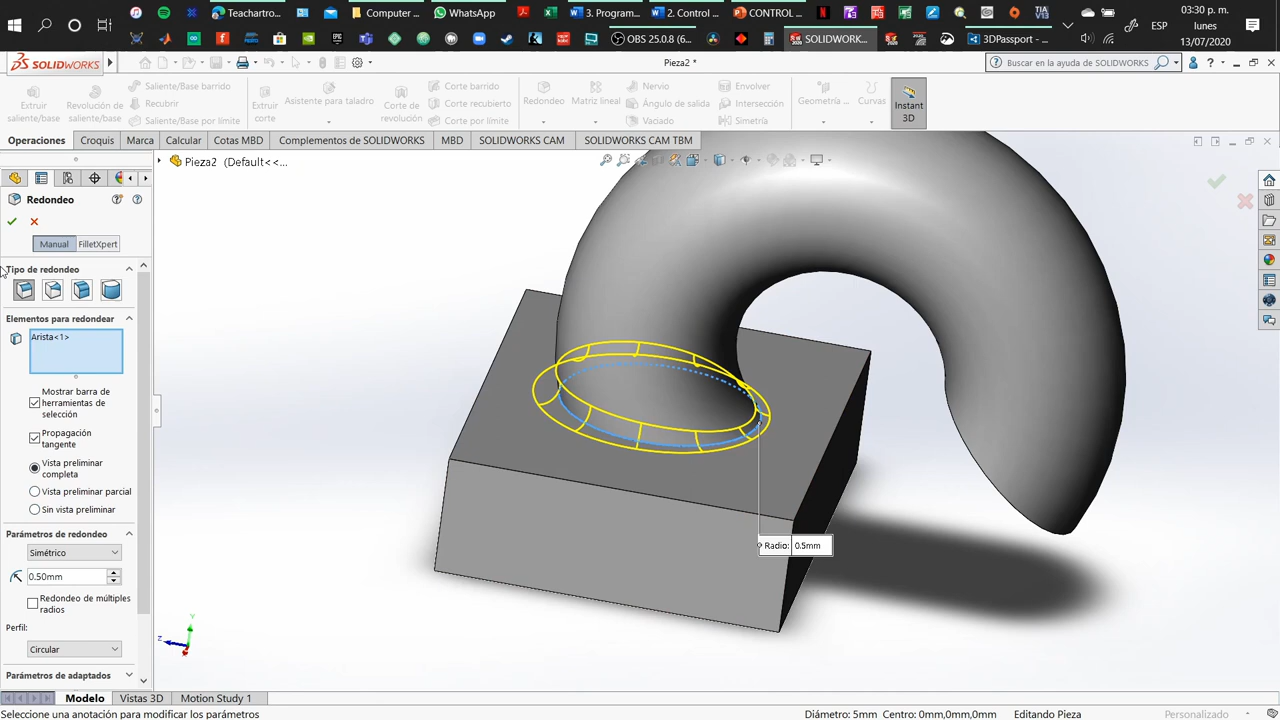 Teachartro...
Computer ...
WhatsApp
3. Program...
2. Control ...
CONTROL ...
TIA V13
ESP
03:30 p. m.
lunes
13/07/2020
OBS 25.0.8 (6...
SOLIDWORK...
3DPassport - ...
SOLIDWORKS
Pieza2 *
Buscar en la ayuda de SOLIDWORKS
Extruir saliente/base
Revolución de saliente/base
Saliente/Base barrido
Recubrir
Saliente/Base por límite
Extruir corte
Asistente para taladro
Corte de revolución
Corte barrido
Corte recubierto
Corte por límite
Redondeo
Matriz lineal
Nervio
Ángulo de salida
Vaciado
Envolver
Intersección
Simetría
Geometría ...
Curvas
Instant 3D
Operaciones
Croquis
Marca
Calcular
Cotas MBD
Complementos de SOLIDWORKS
MBD
SOLIDWORKS CAM
SOLIDWORKS CAM TBM
Pieza2 (Default<<...
Redondeo
Manual
FilletXpert
Tipo de redondeo
Elementos para redondear
Arista<1>
Mostrar barra de
herramientas de
selección
Propagación
tangente
Vista preliminar
completa
Vista preliminar parcial
Sin vista preliminar
Parámetros de redondeo
Simétrico
0.50mm
Redondeo de múltiples
radios
Perfil:
Circular
Parámetros de adaptados
Radio: 0.5mm
Y
Z
Modelo
Vistas 3D
Motion Study 1
Seleccione una anotación para modificar los parámetros
Diámetro: 5mm Centro: 0mm,0mm,0mm
Editando Pieza
Personalizado